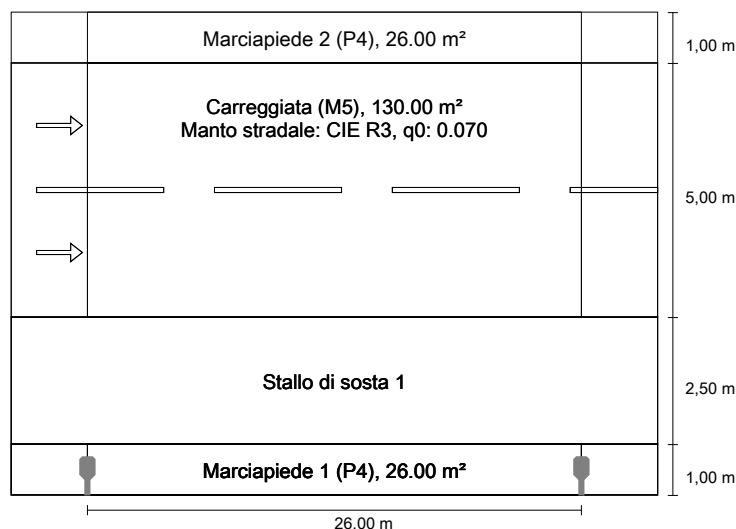 Marciapiede 2 (P4), 26.00 m²
1,00 m
Carreggiata (M5), 130.00 m²
Manto stradale: CIE R3, q0: 0.070
5,00 m
Stallo di sosta 1
2,50 m
Marciapiede 1 (P4), 26.00 m²
1,00 m
26.00 m